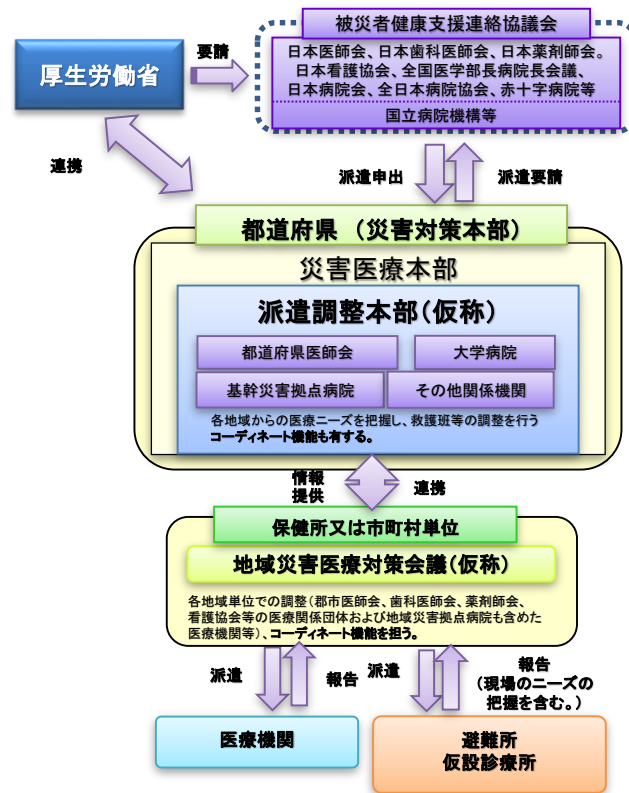 被災者健康支援連絡協議会
日本医師会、日本歯科医師会、日本薬剤師会。
日本看護協会、全国医学部長病院長会議、
日本病院会、全日本病院協会、赤十字病院等
国立病院機構等
厚生労働省
要請
連携
派遣申出
派遣要請
都道府県 （災害対策本部）
災害医療本部
派遣調整本部（仮称）
都道府県医師会
大学病院
基幹災害拠点病院
その他関係機関
各地域からの医療ニーズを把握し、救護班等の調整を行う
コーディネート機能も有する。
情報
提供
連携
保健所又は市町村単位
地域災害医療対策会議（仮称）
各地域単位での調整（郡市医師会、歯科医師会、薬剤師会、
看護協会等の医療関係団体および地域災害拠点病院も含めた
医療機関等）、コーディネート機能を担う。
派遣
報告
派遣
報告
（現場のニーズの
把握を含む。）
医療機関
避難所
仮設診療所